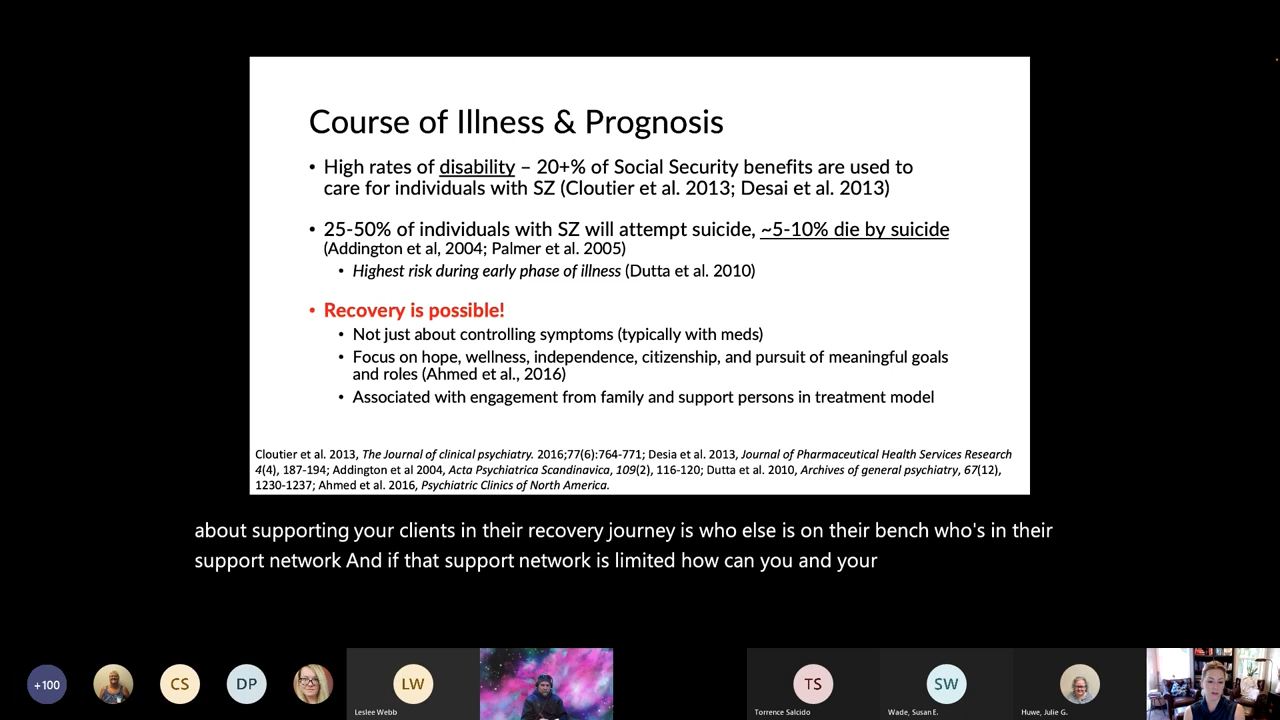 Course of Illness & Prognosis
• High rates of disability – 20+% of Social Security benefits are used to
care for individuals with SZ (Cloutier et al. 2013; Desai et al. 2013)
• 25-50% of individuals with SZ will attempt suicide, ~5-10% die by suicide
(Addington et al, 2004; Palmer et al. 2005)
• Highest risk during early phase of illness (Dutta et al. 2010)
• Recovery is possible!
• Not just about controlling symptoms (typically with meds)
• Focus on hope, wellness, independence, citizenship, and pursuit of meaningful goals
and roles (Ahmed et al., 2016)
• Associated with engagement from family and support persons in treatment model
Cloutier et al. 2013, The Journal of clinical psychiatry. 2016;77(6):764-771; Desia et al. 2013, Journal of Pharmaceutical Health Services Research
4(4), 187-194; Addington et al 2004, Acta Psychiatrica Scandinavica, 109(2), 116-120; Dutta et al. 2010, Archives of general psychiatry, 67(12),
1230-1237; Ahmed et al. 2016, Psychiatric Clinics of North America.
about supporting your clients in their recovery journey is who else is on their bench who's in their
support network And if that support network is limited how can you and your
+100
CS
DP
LW
Leslee Webb
TS
Torrence Salcido
SW
Wade, Susan E.
Huwe, Julie G.